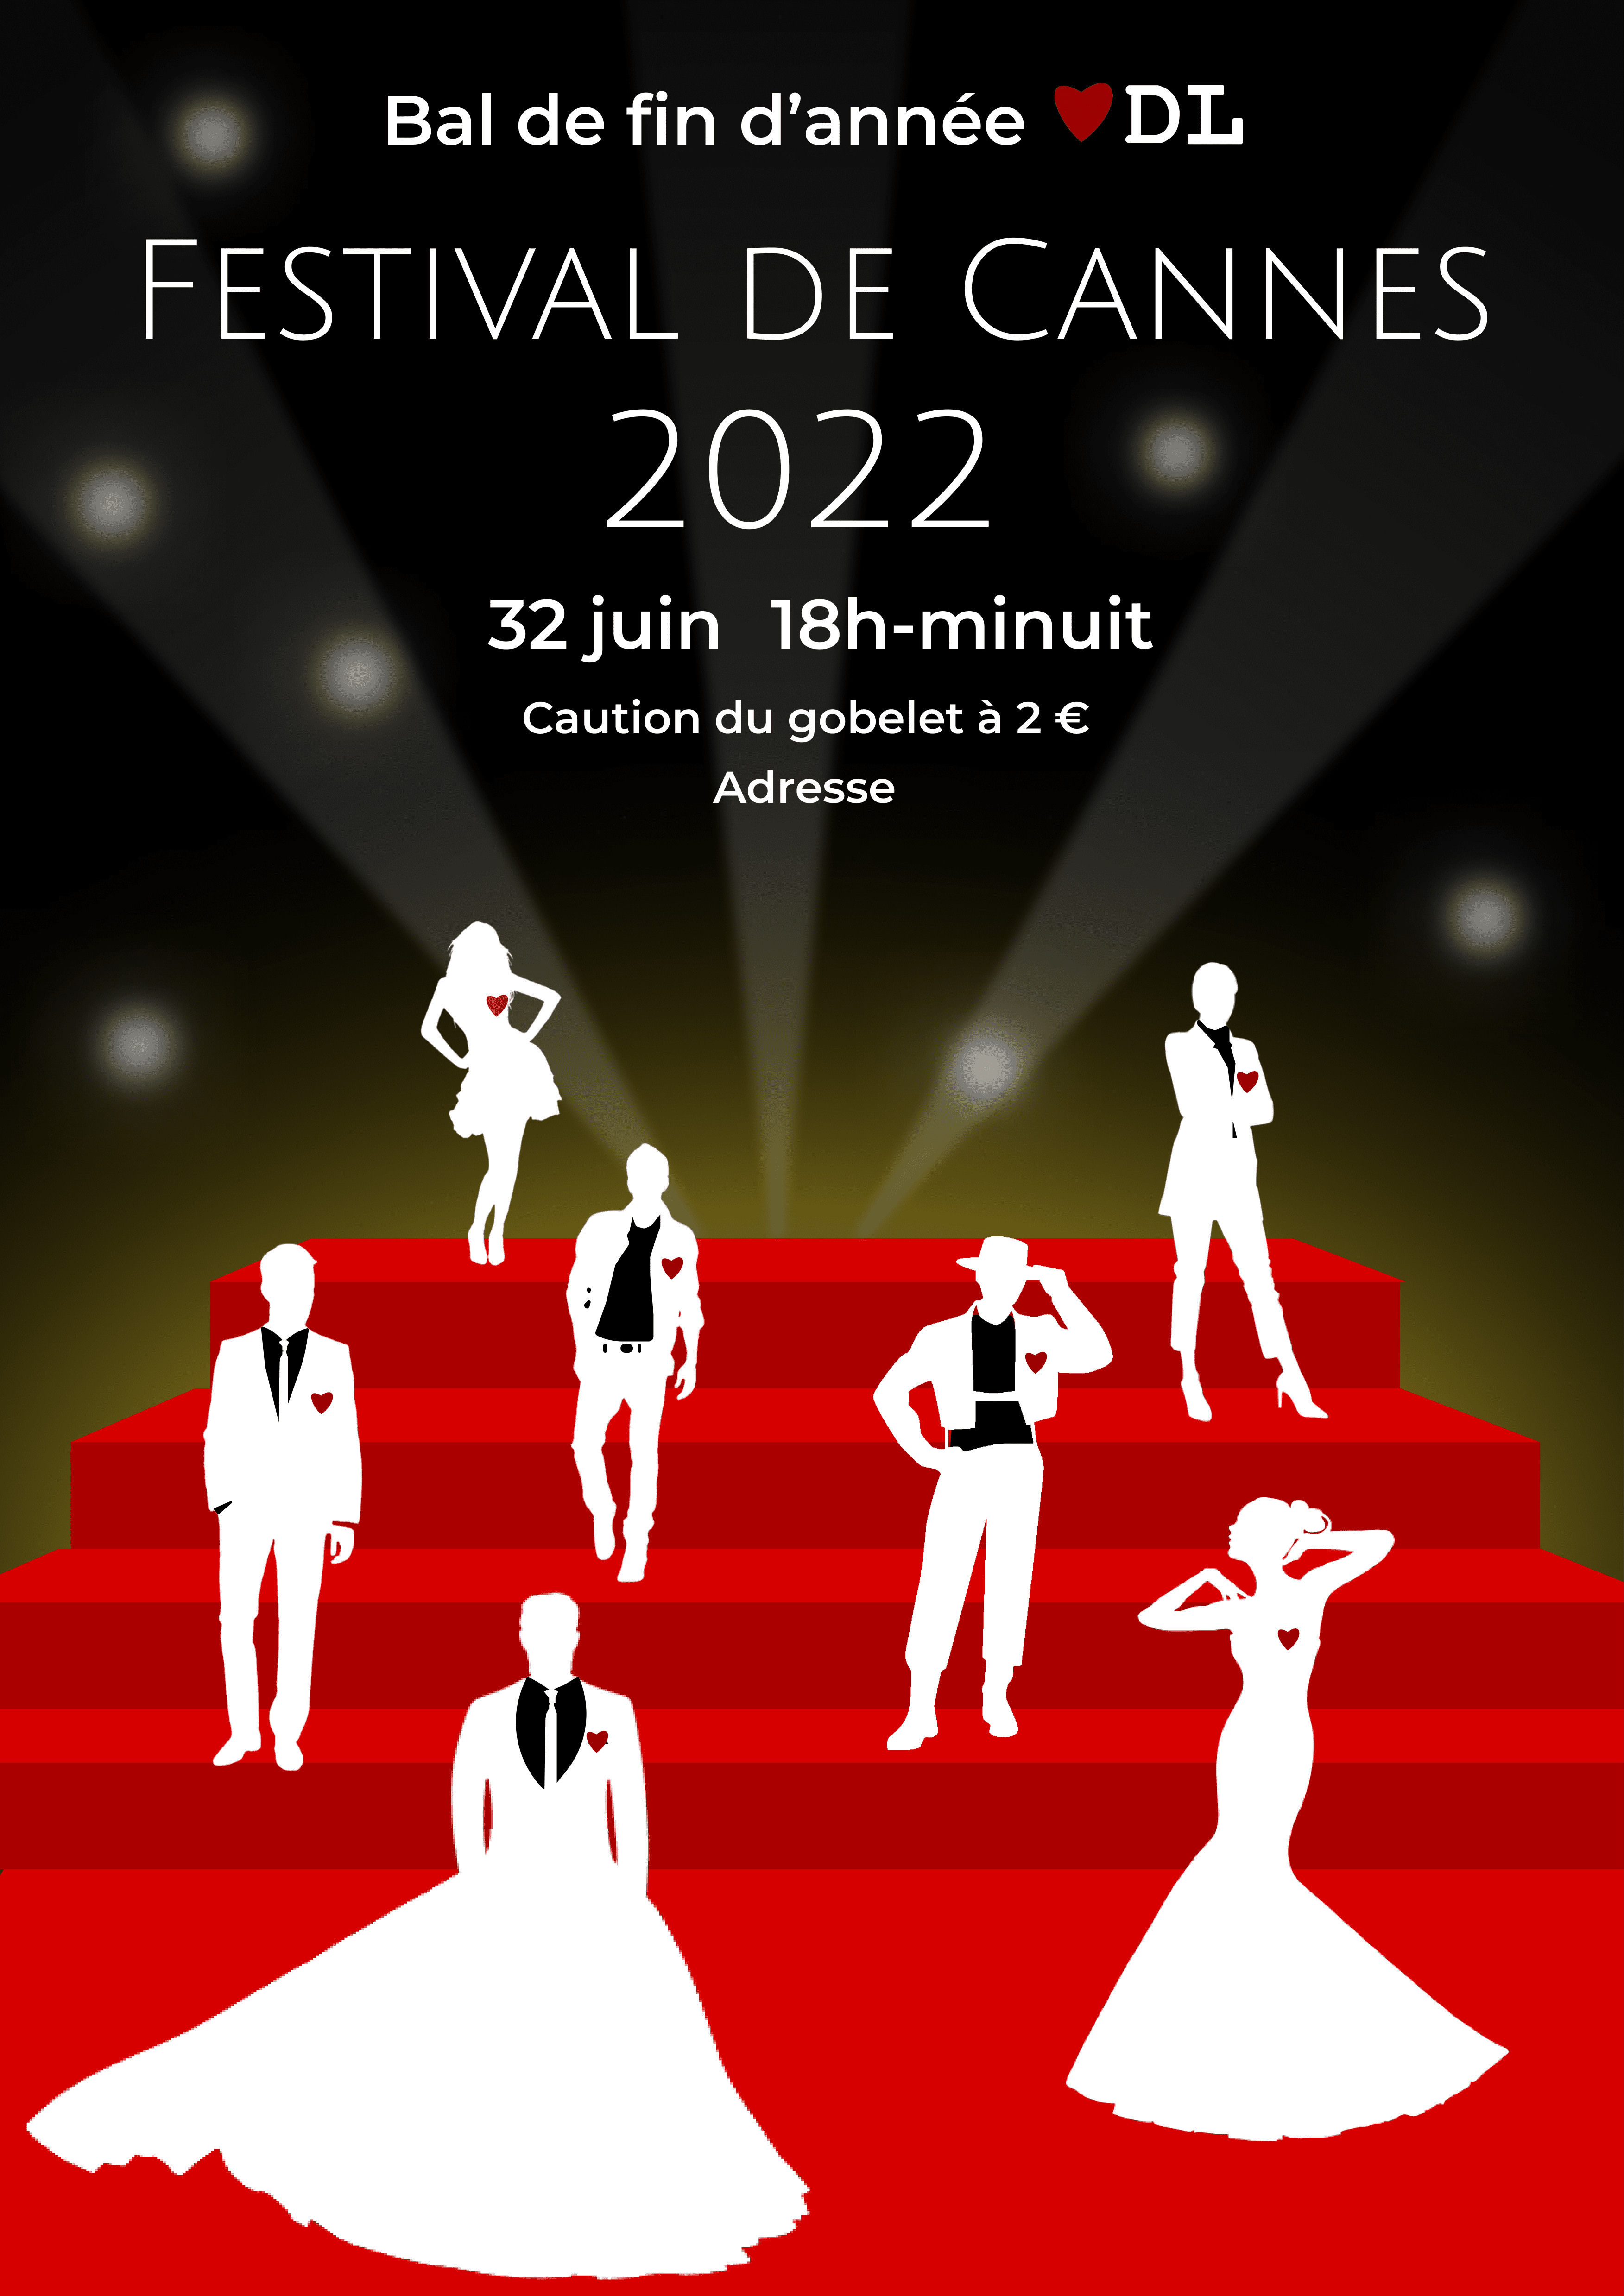 Bal de fin d'année ♥DL
FESTIVAL DE CANNES
2022
32 juin 18h-minuit
Caution du gobelet à 2 €
Adresse